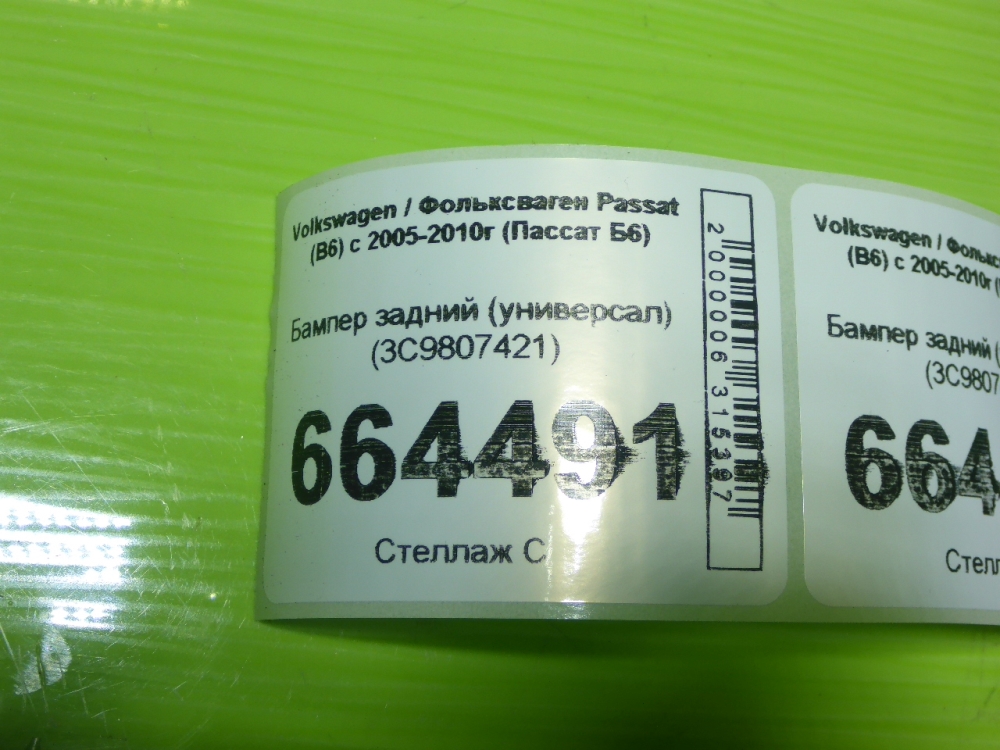 Volkswagen / Фольксваген Passat
(B6) с 2005-2010г (Пассат Б6)
Бампер задний (универсал)
(3C9807421)
664491
Стеллаж С
2000006315397
Volkswagen / Фольксв
(B6) с 2005-2010г (
Бампер задний (
(3C9807
664
Стелл